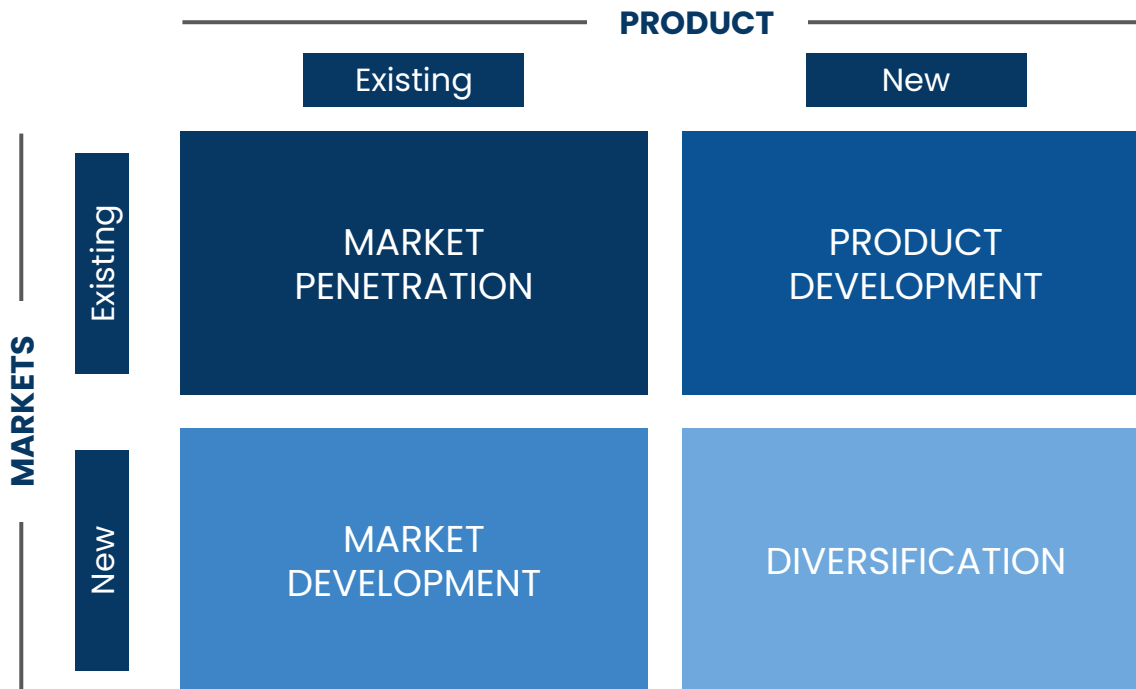 PRODUCT
Existing
New
MARKETS
Existing
MARKET
PENETRATION
PRODUCT
DEVELOPMENT
New
MARKET
DEVELOPMENT
DIVERSIFICATION